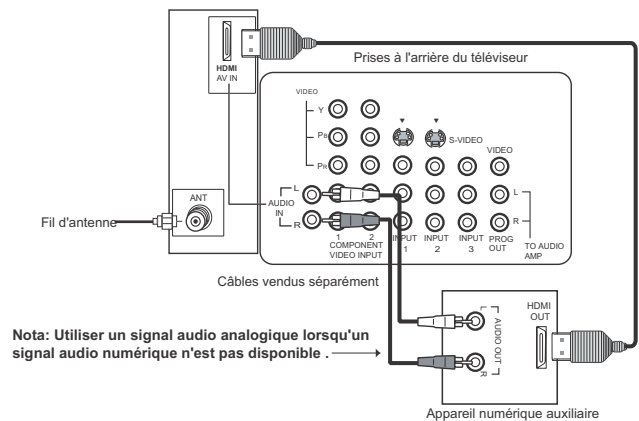 HDMI
AV IN
Prises à l'arrière du téléviseur
VIDEO
Y
PB
PR
S-VIDEO
VIDEO
ANT
AUDIO
IN
L
R
L
R
Fil d'antenne
1
2
COMPONENT
VIDEO INPUT
INPUT
1
INPUT
2
INPUT
3
PROG
OUT
TO AUDIO
AMP
Câbles vendus séparément
Nota: Utiliser un signal audio analogique lorsqu'un
signal audio numérique n'est pas disponible .
L
AUDIO OUT
R
HDMI
OUT
Appareil numérique auxiliaire